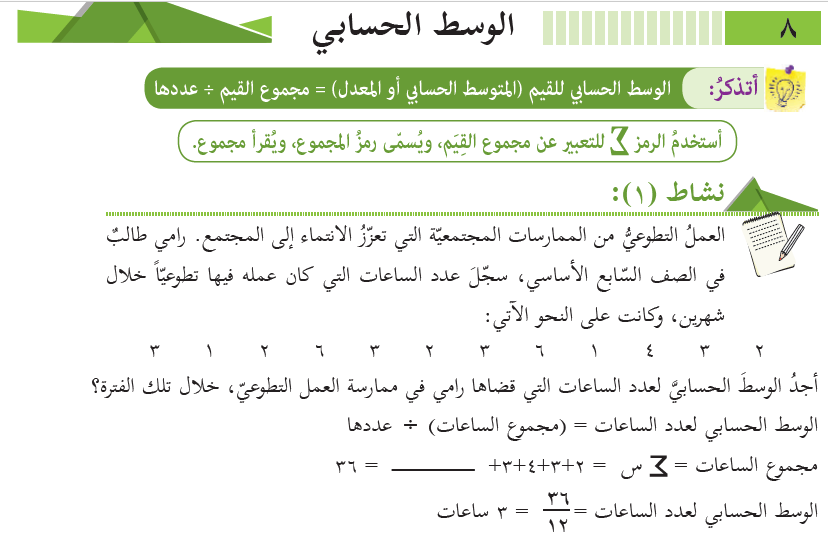 ٨
الوسط الحسابي
أتذكرُ: الوسط الحسابي للقيم (المتوسط الحسابي أو المعدل) = مجموع القيم ÷ عددها
أستخدمُ الرمز ∑ للتعبير عن مجموع القِيَم، ويُسمّى رمزُ المجموع، ويُقرأ مجموع.
نشاط (١):
العملُ التطوعيُّ من الممارسات المجتمعيّة التي تعزّزُ الانتماء إلى المجتمع. رامي طالبٌ
في الصف السّابع الأساسي، سجّلَ عدد الساعات التي كان عمله فيها تطوعيّاً خلال
شهرين، وكانت على النحو الآتي:
٢ ٣ ٤ ١ ٦ ٣ ٢ ٣ ٦ ٢ ١ ٣
أجدُ الوسطَ الحسابيَّ لعدد الساعات التي قضاها رامي في ممارسة العمل التطوعيّ، خلال تلك الفترة؟
الوسط الحسابي لعدد الساعات = (مجموع الساعات) ÷ عددها
مجموع الساعات = ∑ س = ٢+٣+٤+٣+ ______ = ٣٦
الوسط الحسابي لعدد الساعات = ٣٦/١٢ = ٣ ساعات